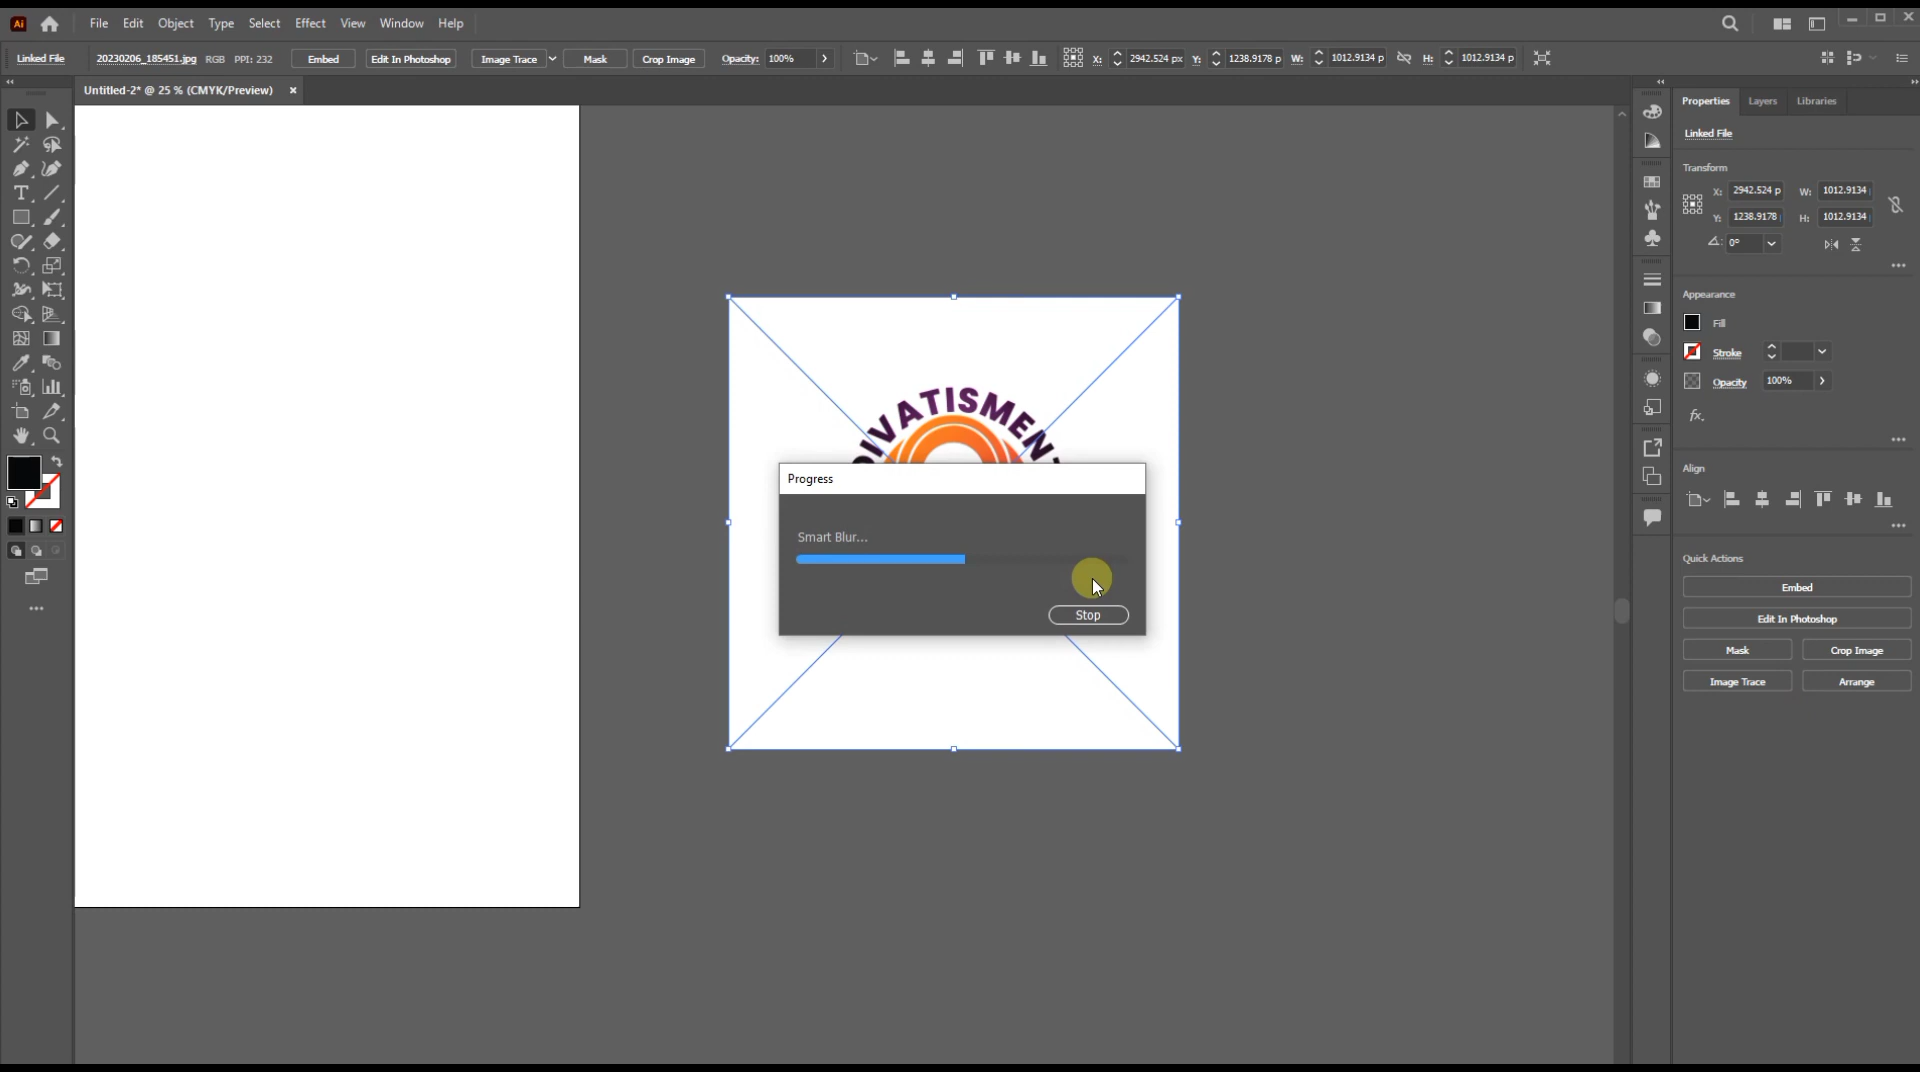 Ai File Edit Object Type Select Effect View Window Help
Linked File 20230206_185451.jpg RGB PPI: 232 Embed Edit In Photoshop Image Trace Mask Crop Image Opacity: 100% X: 2942.524 px Y: 1238.9178 p W: 1012.9134 p H: 1012.9134 p
Untitled-2* @ 25 % (CMYK/Preview) ×
Properties Layers Libraries
Linked File
Transform
X: 2942.524 p W: 1012.9134
Y: 1238.9178 H: 1012.9134
0°
Appearance
Fill
Stroke
Opacity 100%
fx.
Align
Quick Actions
Embed
Edit In Photoshop
Mask Crop Image
Image Trace Arrange
Progress
Smart Blur...
Stop